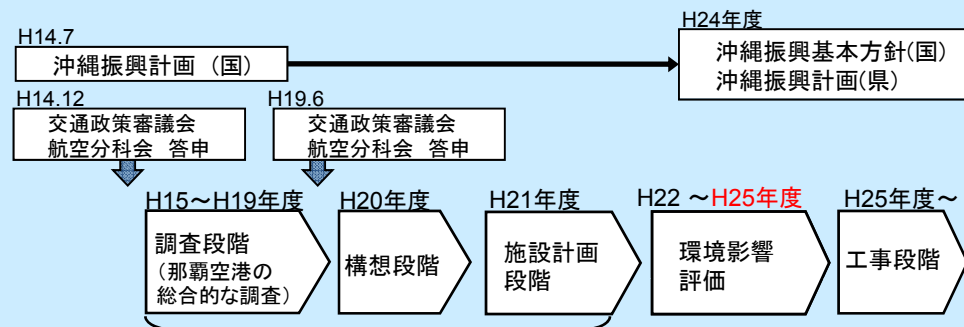 H14.7
沖縄振興計画（国）
H24年度
沖縄振興基本方針(国)
沖縄振興計画(県)
H14.12
交通政策審議会
航空分科会 答申
H19.6
交通政策審議会
航空分科会 答申
H15～H19年度
調査段階
（那覇空港の
総合的な調査）
H20年度
構想段階
H21年度
施設計画
段階
H22 ～H25年度
環境影響
評価
H25年度～
工事段階